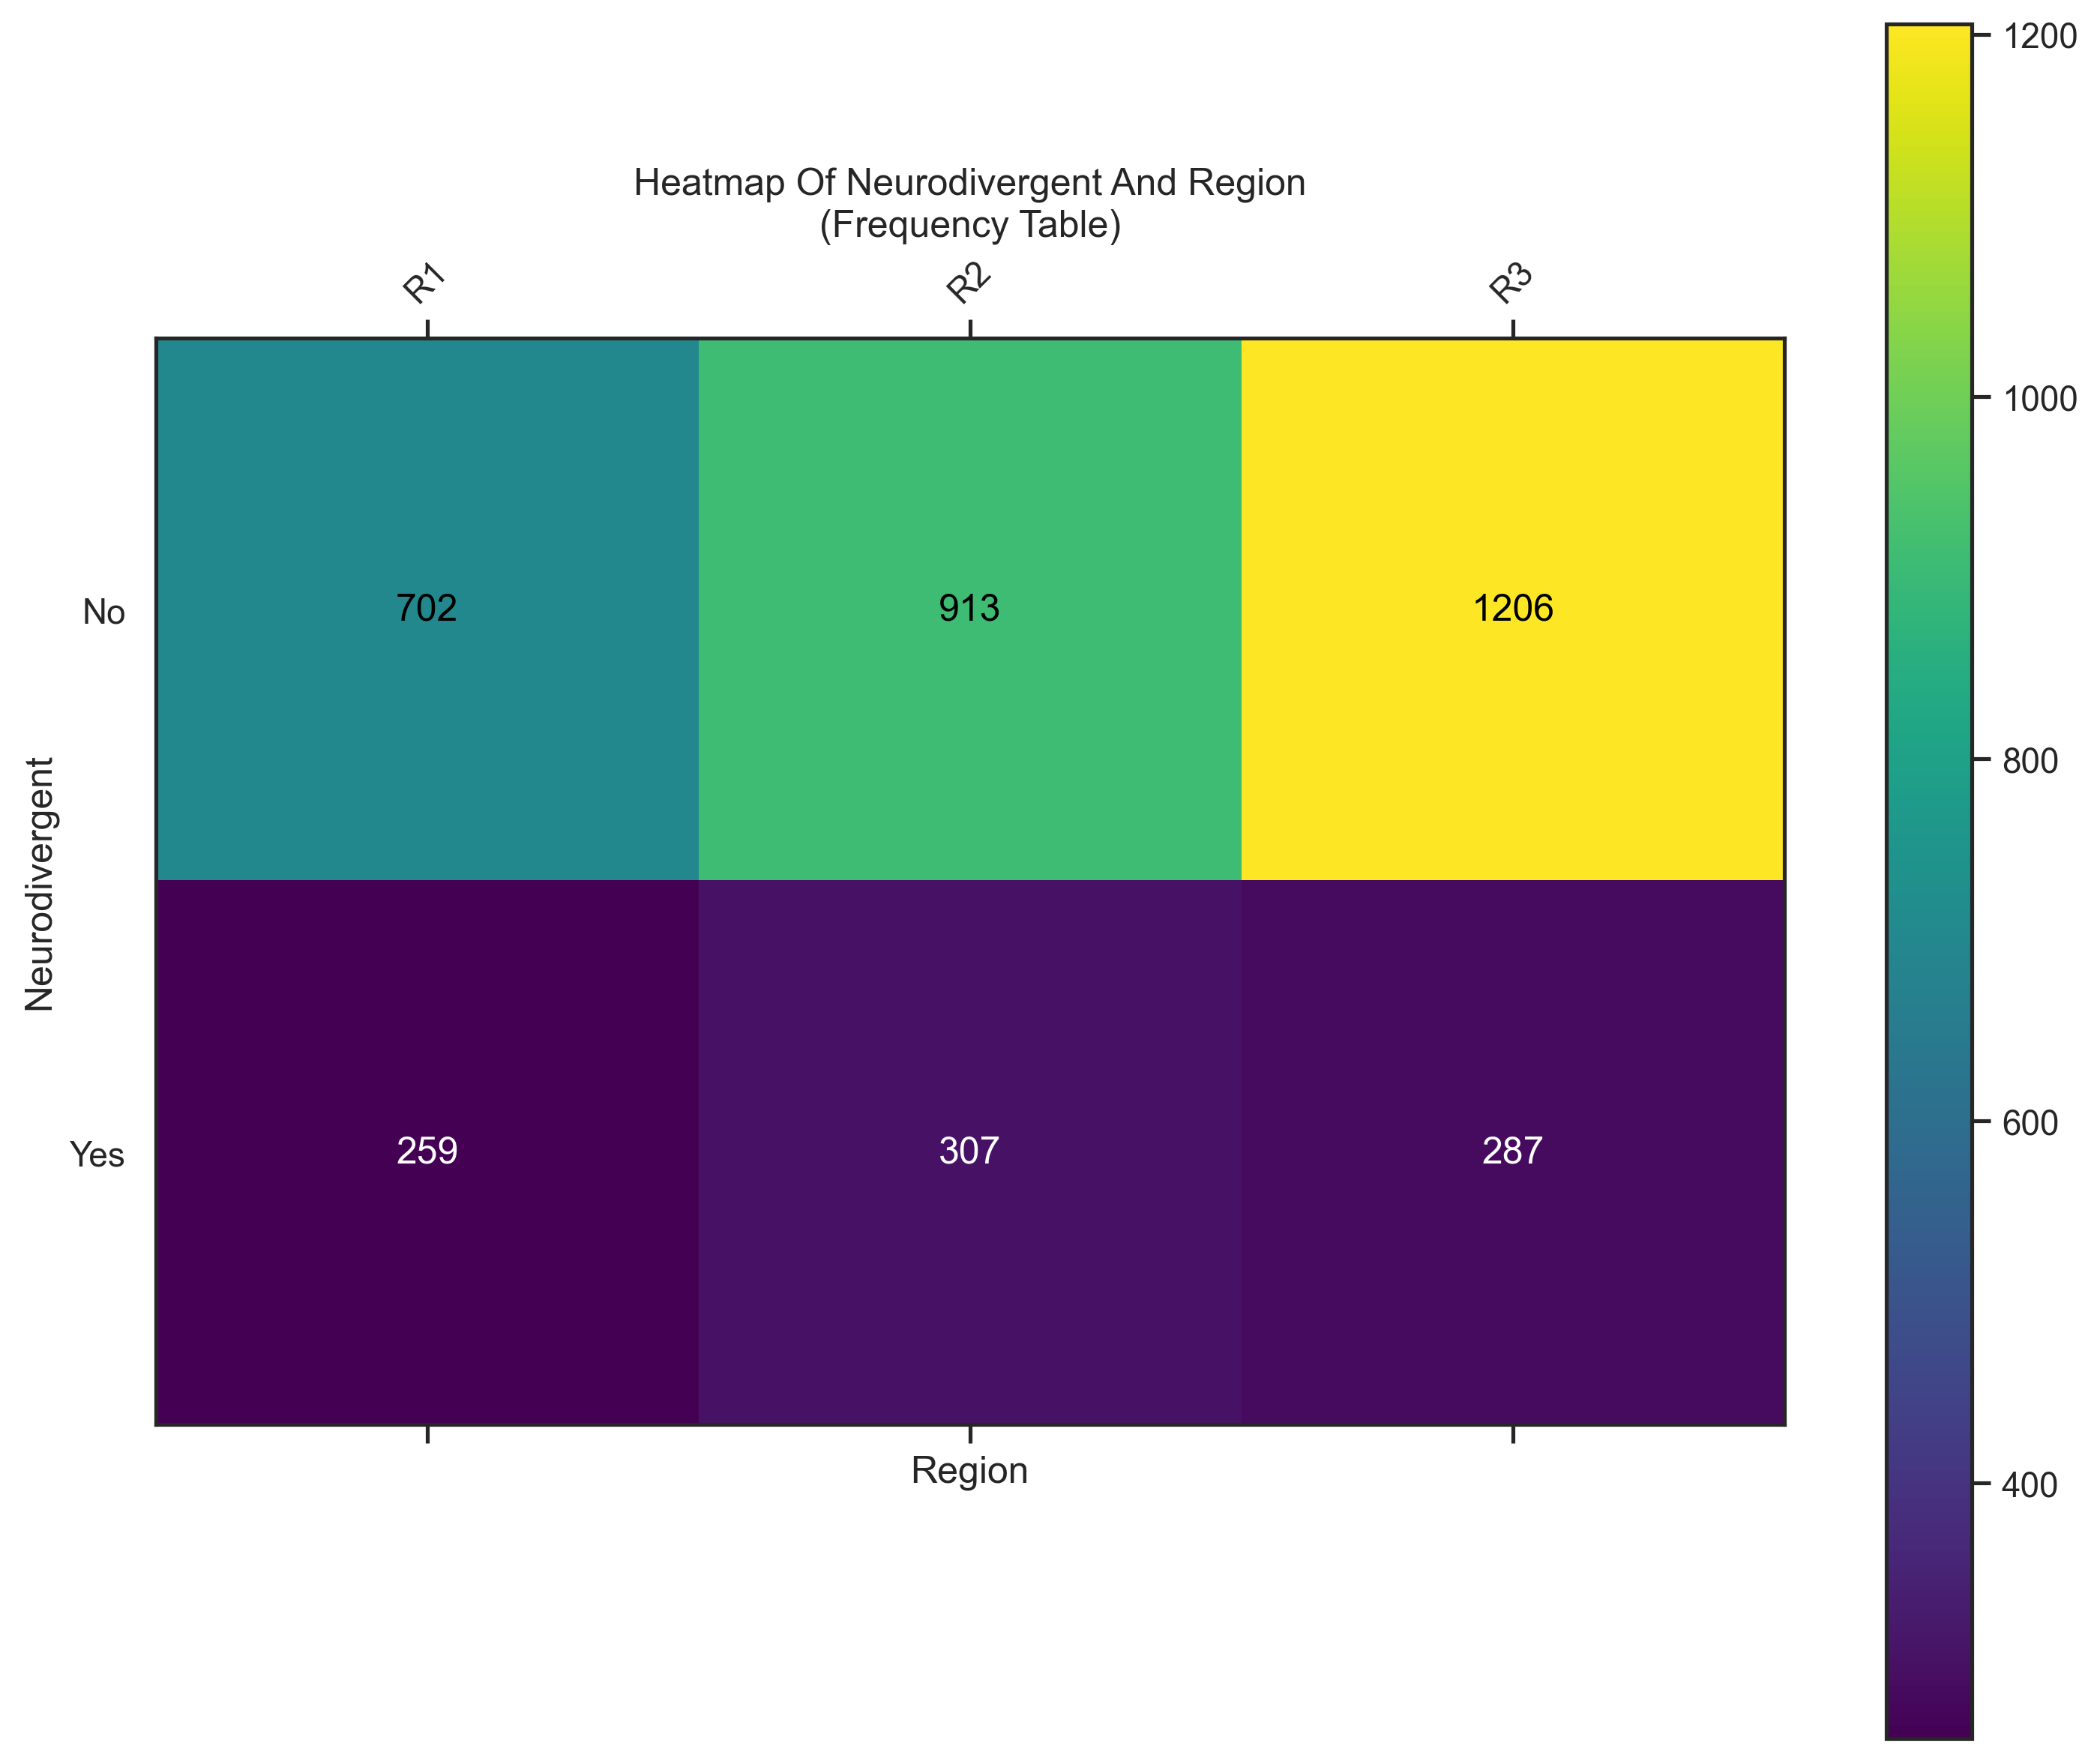 Heatmap Of Neurodivergent And Region
(Frequency Table)
R1 R2 R3
No 702 913 1206
Yes 259 307 287
Neurodivergent
Region
1200
1000
800
600
400